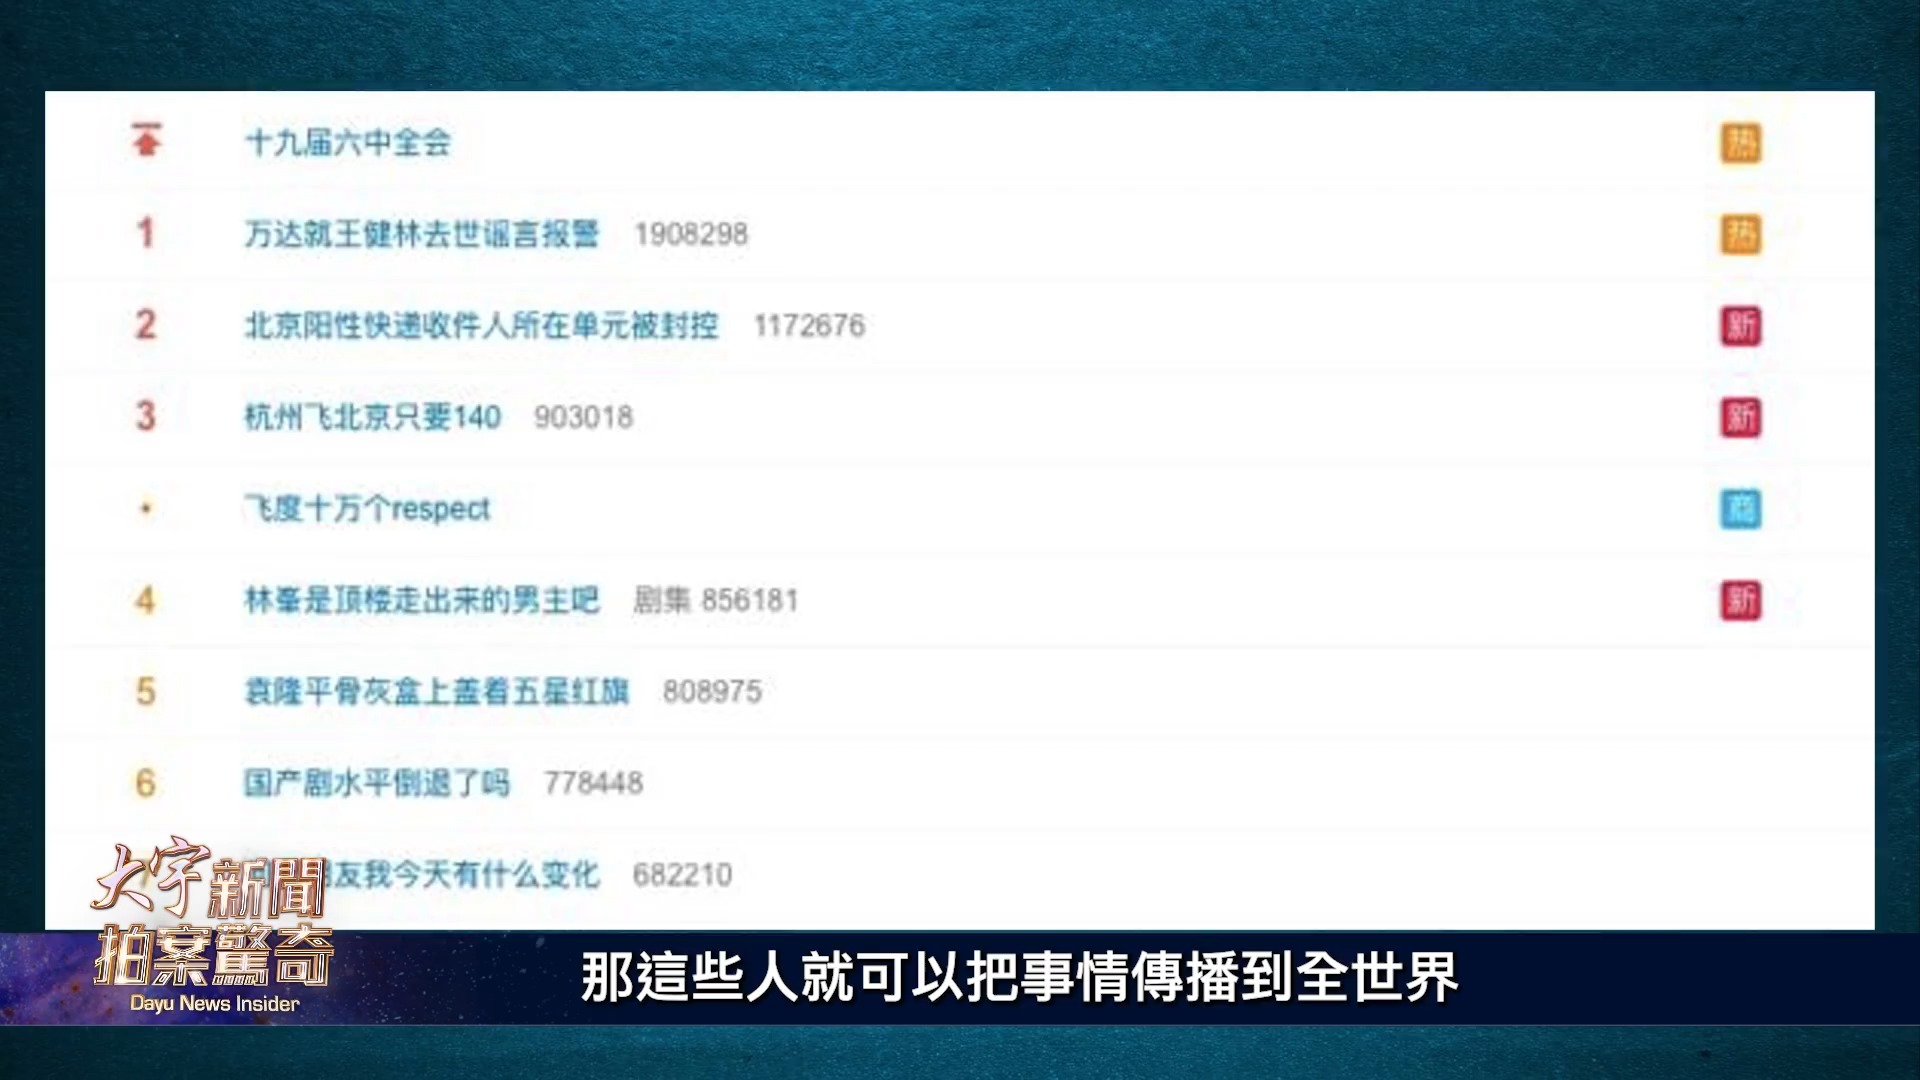 十九届六中全会 热
1 万达就王健林去世谣言报警 1908298 热
2 北京阳性快递收件人所在单元被封控 1172676 新
3 杭州飞北京只要140 903018 新
飞度十万个respect 商
4 林峯是顶楼走出来的男主吧 剧集 856181 新
5 袁隆平骨灰盒上盖着五星红旗 808975
6 国产剧水平倒退了吗 778448
友我今天有什么变化 682210
大宇新聞
拍案驚奇
Dayu News Insider
那這些人就可以把事情傳播到全世界